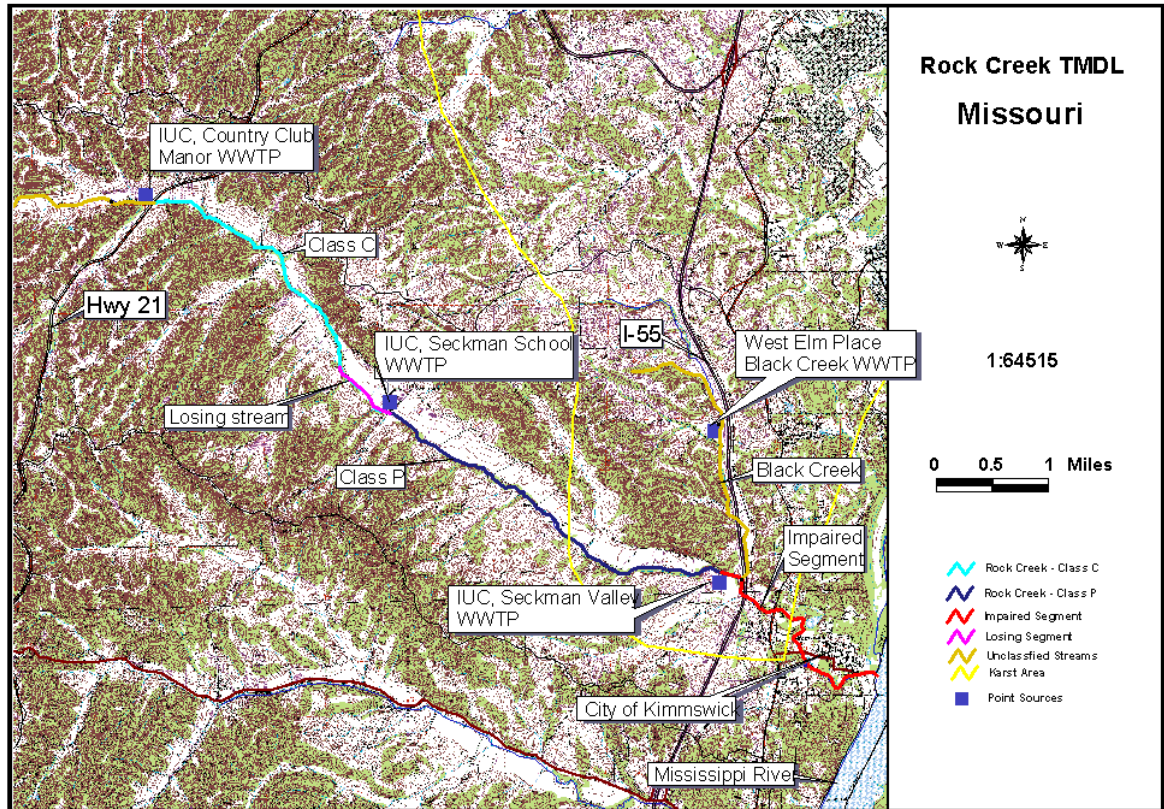 Rock Creek TMDL
Missouri
IUC, Country Club
Manor WWTP
Class C
Hwy 21
IUC, Seckman School
WWTP
I-55
West Elm Place
Black Creek WWTP
Losing stream
Class P
Black Creek
Impaired
Segment
IUC, Seckman Valley
WWTP
City of Kimmswick
Mississippi River
N
W E
S
1:64515
0 0.5 1 Miles
Rock Creek - Class C
Rock Creek - Class P
Impaired Segment
Losing Segment
Unclassfied Streams
Karst Area
Point Sources